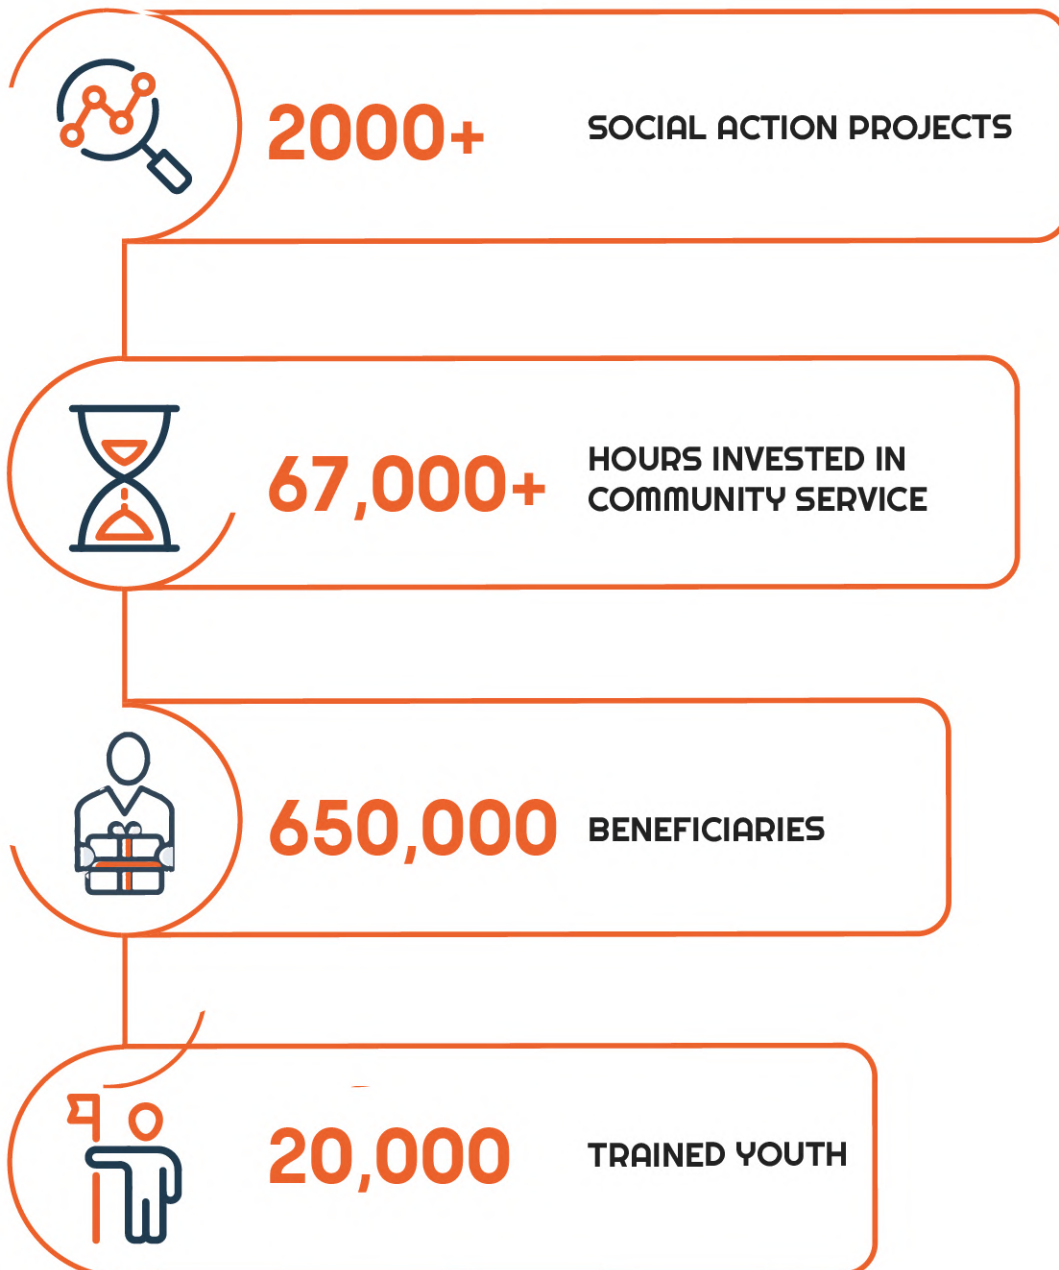 2000+ SOCIAL ACTION PROJECTS
67,000+ HOURS INVESTED IN
COMMUNITY SERVICE
650,000 BENEFICIARIES
20,000 TRAINED YOUTH